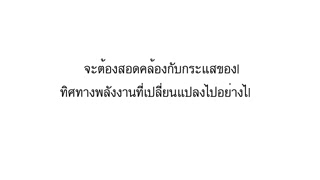 จะต้องสอดคล้องกับกระแสของ
ทิศทางพลังงานที่เปลี่ยนแปลงไปอย่าง